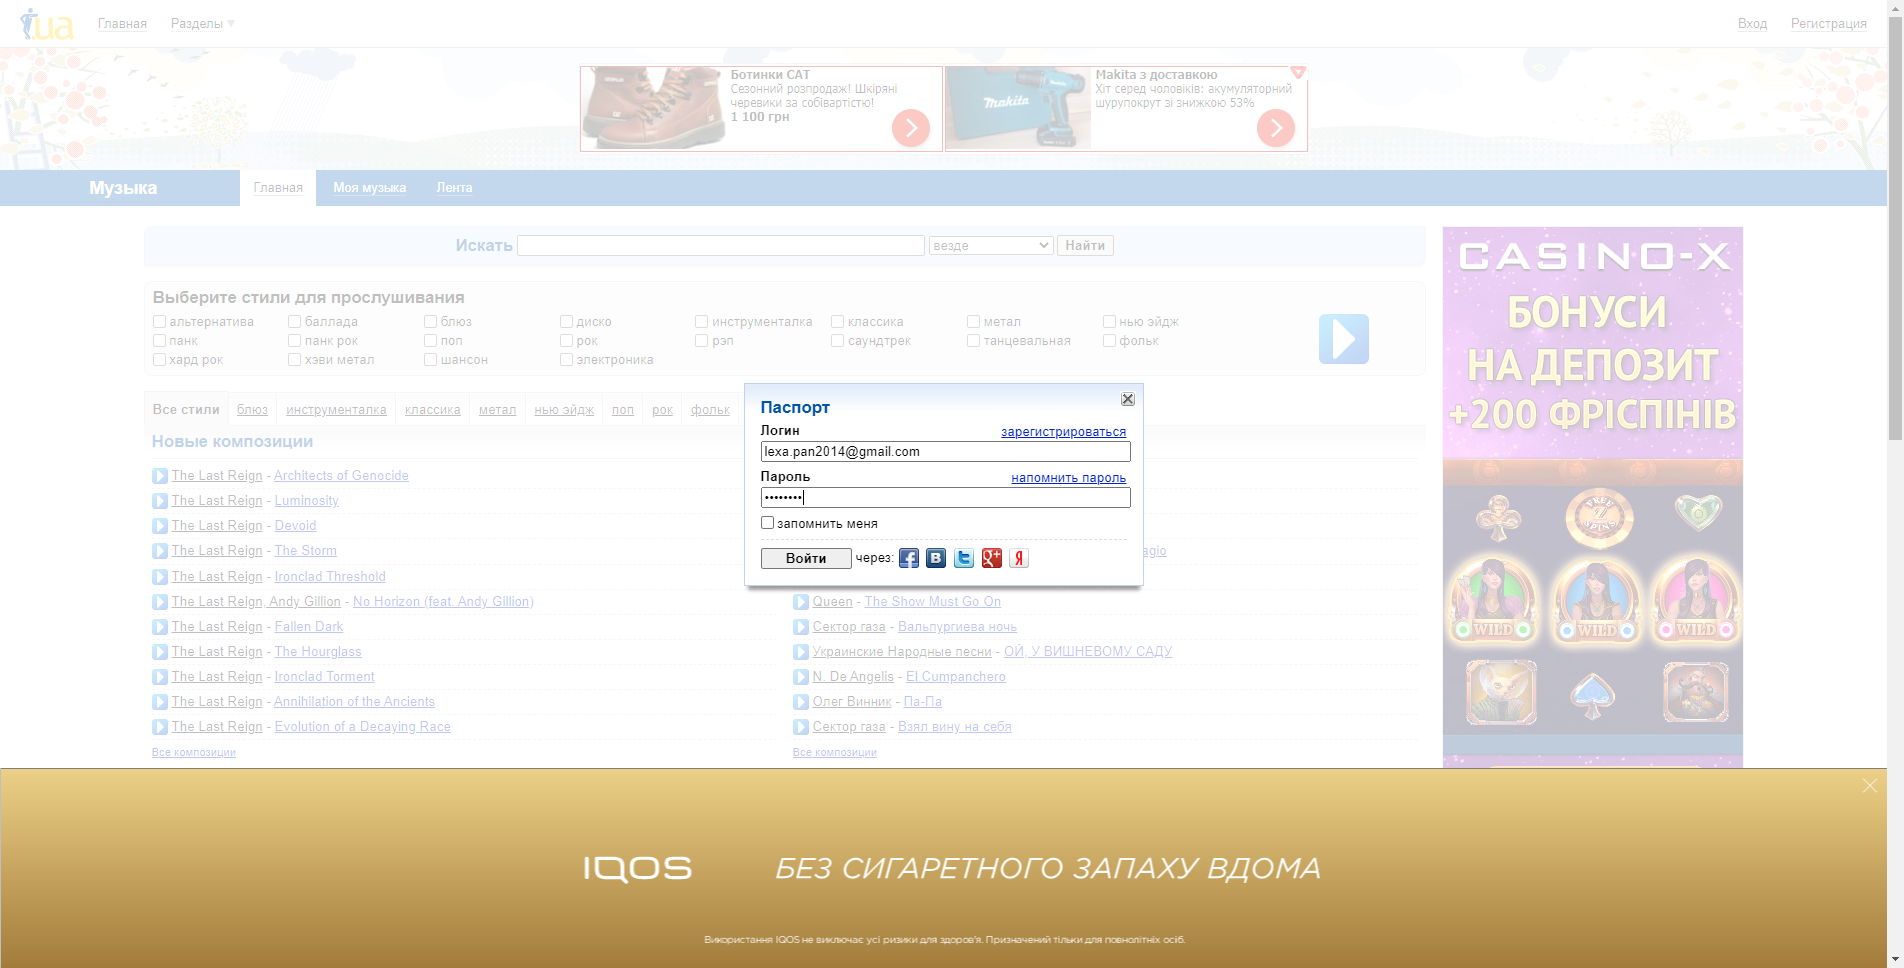 i.ua
Главная
Разделы ▾
Вход
Регистрация
Ботинки CAT
Сезонний розпродаж! Шкіряні
черевики за собівартістю!
1 100 грн
Makita з доставкою
Хіт серед чоловіків: акумуляторний
шурупокрут зі знижкою 53%
makita
Музыка
Главная
Моя музыка
Лента
Искать
везде
Найти
Выберите стили для прослушивания
альтернатива баллада блюз диско инструменталка классика метал нью эйдж
панк панк рок поп рок рэп саундтрек танцевальная фольк
хард рок хэви метал шансон электроника
CASINO-X
БОНУСИ
НА ДЕПОЗИТ
+200 ФРІСПІНІВ
FREE
SPINS
WILD
WILD
WILD
Все стили блюз инструменталка классика метал нью эйдж поп рок фольк
Паспорт
Логин
зарегистрироваться
lexa.pan2014@gmail.com
Пароль
напомнить пароль
••••••••
запомнить меня
Войти
через:
Новые композиции
The Last Reign - Architects of Genocide
The Last Reign - Luminosity
The Last Reign - Devoid
The Last Reign - The Storm
The Last Reign - Ironclad Threshold
The Last Reign, Andy Gillion - No Horizon (feat. Andy Gillion)
The Last Reign - Fallen Dark
The Last Reign - The Hourglass
The Last Reign - Ironclad Torment
The Last Reign - Annihilation of the Ancients
The Last Reign - Evolution of a Decaying Race
Все композиции
agio
Queen - The Show Must Go On
Сектор газа - Вальпургиева ночь
Украинские Народные песни - ОЙ, У ВИШНЕВОМУ САДУ
N. De Angelis - El Cumpanchero
Олег Винник - Па-Па
Сектор газа - Взял вину на себя
Все композиции
IQOS
БЕЗ СИГАРЕТНОГО ЗАПАХУ ВДОМА
Використання IQOS не виключає усі ризики для здоров'я. Призначений тільки для повнолітніх осіб.